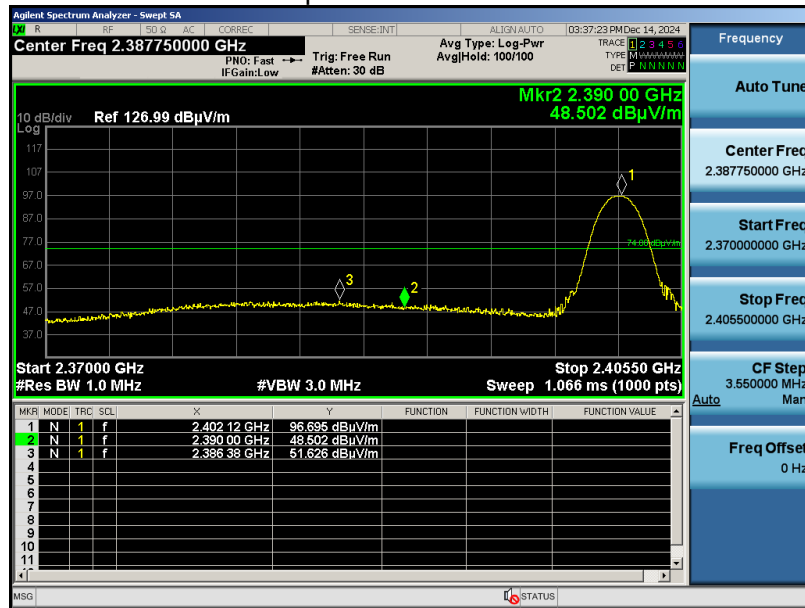 Agilent Spectrum Analyzer - Swept SA
LXI R RF 50 Ω AC CORREC SENSE:INT ALIGN AUTO 03:37:23 PM Dec 14, 2024
Center Freq 2.387750000 GHz
PNO: Fast
IFGain:Low
Trig: Free Run
#Atten: 30 dB
Avg Type: Log-Pwr
Avg|Hold: 100/100
TRACE 1 2 3 4 5 6
TYPE M
DET P N N N N N
Frequency
Mkr2 2.390 00 GHz
48.502 dBµV/m
10 dB/div Ref 126.99 dBµV/m
Log
117
107
97.0
87.0
77.0
67.0
57.0
47.0
37.0
1
2
3
74.00 dBµV/m
Start 2.37000 GHz Stop 2.40550 GHz
#Res BW 1.0 MHz #VBW 3.0 MHz Sweep 1.066 ms (1000 pts)
MKR MODE TRC SCL X Y FUNCTION FUNCTION WIDTH FUNCTION VALUE
1 N 1 f 2.402 12 GHz 96.695 dBµV/m
2 N 1 f 2.390 00 GHz 48.502 dBµV/m
3 N 1 f 2.386 38 GHz 51.626 dBµV/m
4
5
6
7
8
9
10
11
Auto Tune
Center Freq
2.387750000 GHz
Start Freq
2.370000000 GHz
Stop Freq
2.405500000 GHz
CF Step
3.550000 MHz
Auto Man
Freq Offset
0 Hz
MSG STATUS